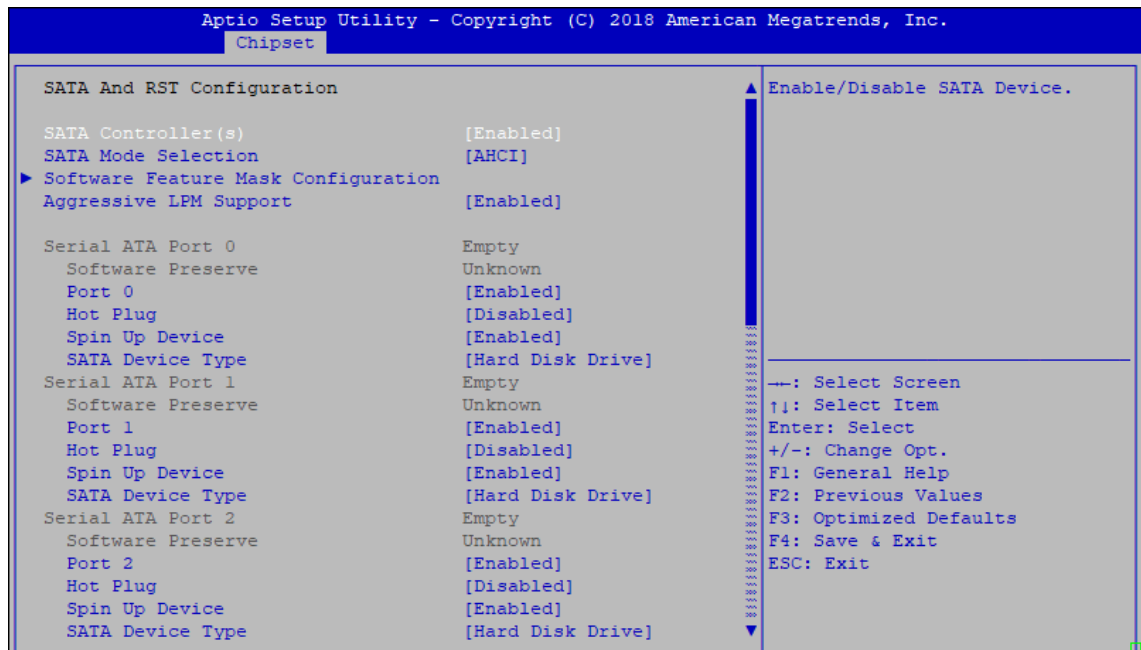 Aptio Setup Utility - Copyright (C) 2018 American Megatrends, Inc.
Chipset
SATA And RST Configuration
SATA Controller(s) [Enabled]
SATA Mode Selection [AHCI]
► Software Feature Mask Configuration
Aggressive LPM Support [Enabled]
Serial ATA Port 0 Empty
Software Preserve Unknown
Port 0 [Enabled]
Hot Plug [Disabled]
Spin Up Device [Enabled]
SATA Device Type [Hard Disk Drive]
Serial ATA Port 1 Empty
Software Preserve Unknown
Port 1 [Enabled]
Hot Plug [Disabled]
Spin Up Device [Enabled]
SATA Device Type [Hard Disk Drive]
Serial ATA Port 2 Empty
Software Preserve Unknown
Port 2 [Enabled]
Hot Plug [Disabled]
Spin Up Device [Enabled]
SATA Device Type [Hard Disk Drive]
Enable/Disable SATA Device.
→←: Select Screen
↑↓: Select Item
Enter: Select
+/-: Change Opt.
F1: General Help
F2: Previous Values
F3: Optimized Defaults
F4: Save & Exit
ESC: Exit